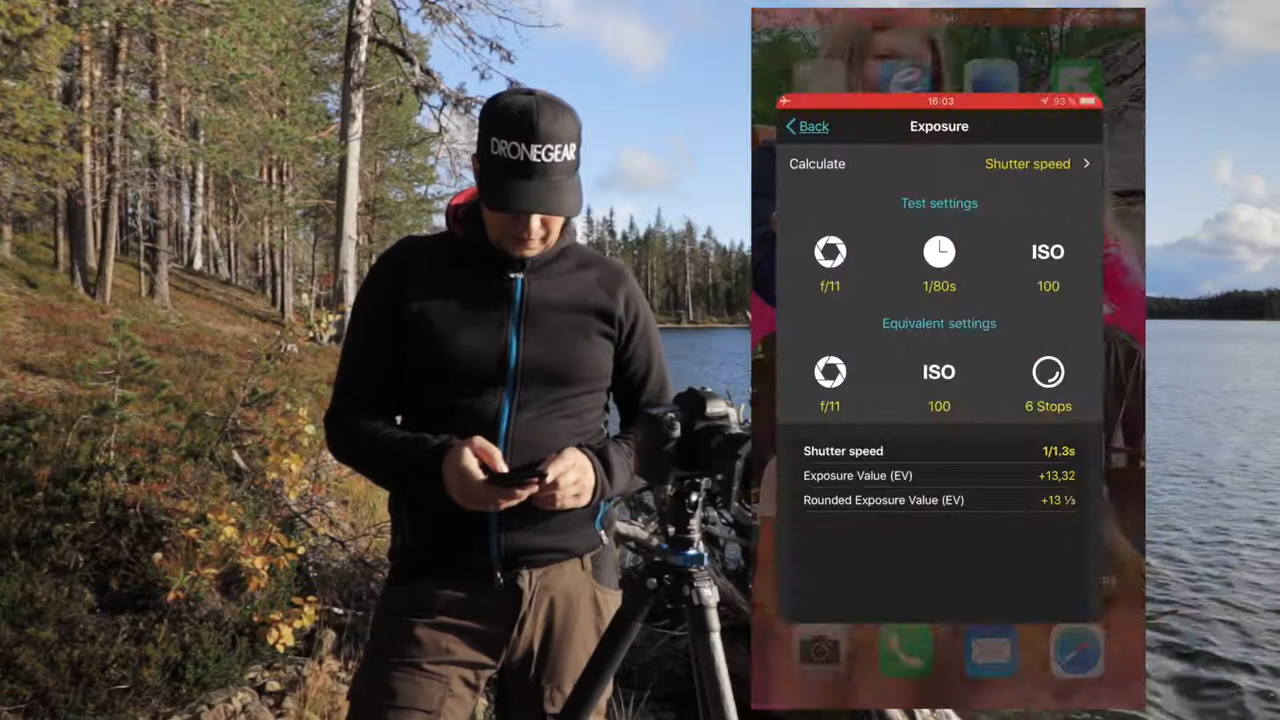 DRONEGEAR
16:03
93 %
Back
Exposure
Calculate
Shutter speed
Test settings
ISO
f/11
1/80s
100
Equivalent settings
ISO
f/11
100
6 Stops
Shutter speed
1/1.3s
Exposure Value (EV)
+13,32
Rounded Exposure Value (EV)
+13 ⅓